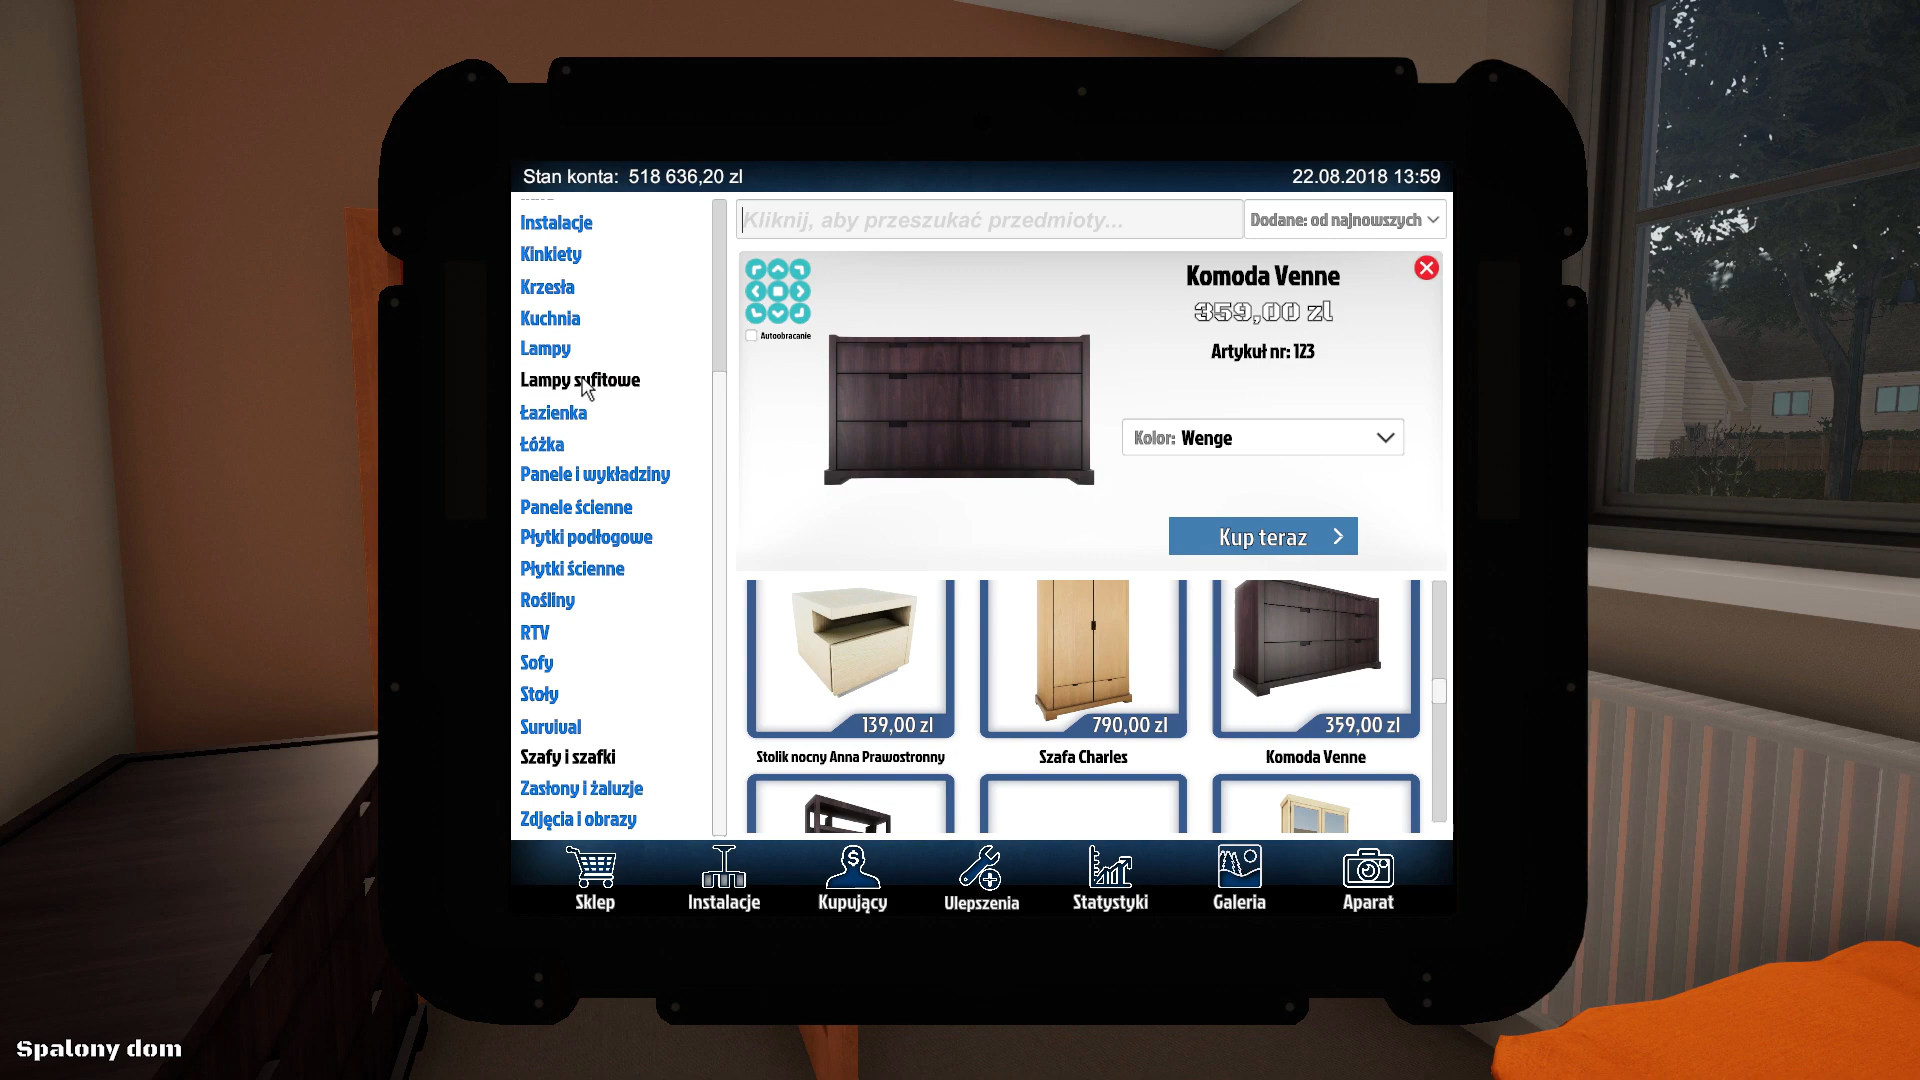 Stan konta: 518 636,20 zl
22.08.2018 13:59
Instalacje
Kinkiety
Krzesła
Kuchnia
Lampy
Lampy sufitowe
Łazienka
Łóżka
Panele i wykładziny
Panele ścienne
Płytki podłogowe
Płytki ścienne
Rośliny
RTV
Sofy
Stoły
Survival
Szafy i szafki
Zasłony i żaluzje
Zdjęcia i obrazy
Kliknij, aby przeszukać przedmioty...
Dodane: od najnowszych
Autoobracanie
Komoda Venne
359,00 zl
Artykuł nr: 123
Kolor: Wenge
Kup teraz
139,00 zl
790,00 zl
359,00 zl
Stolik nocny Anna Prawostronny
Szafa Charles
Komoda Venne
Sklep
Instalacje
Kupujący
Ulepszenia
Statystyki
Galeria
Aparat
Spalony dom